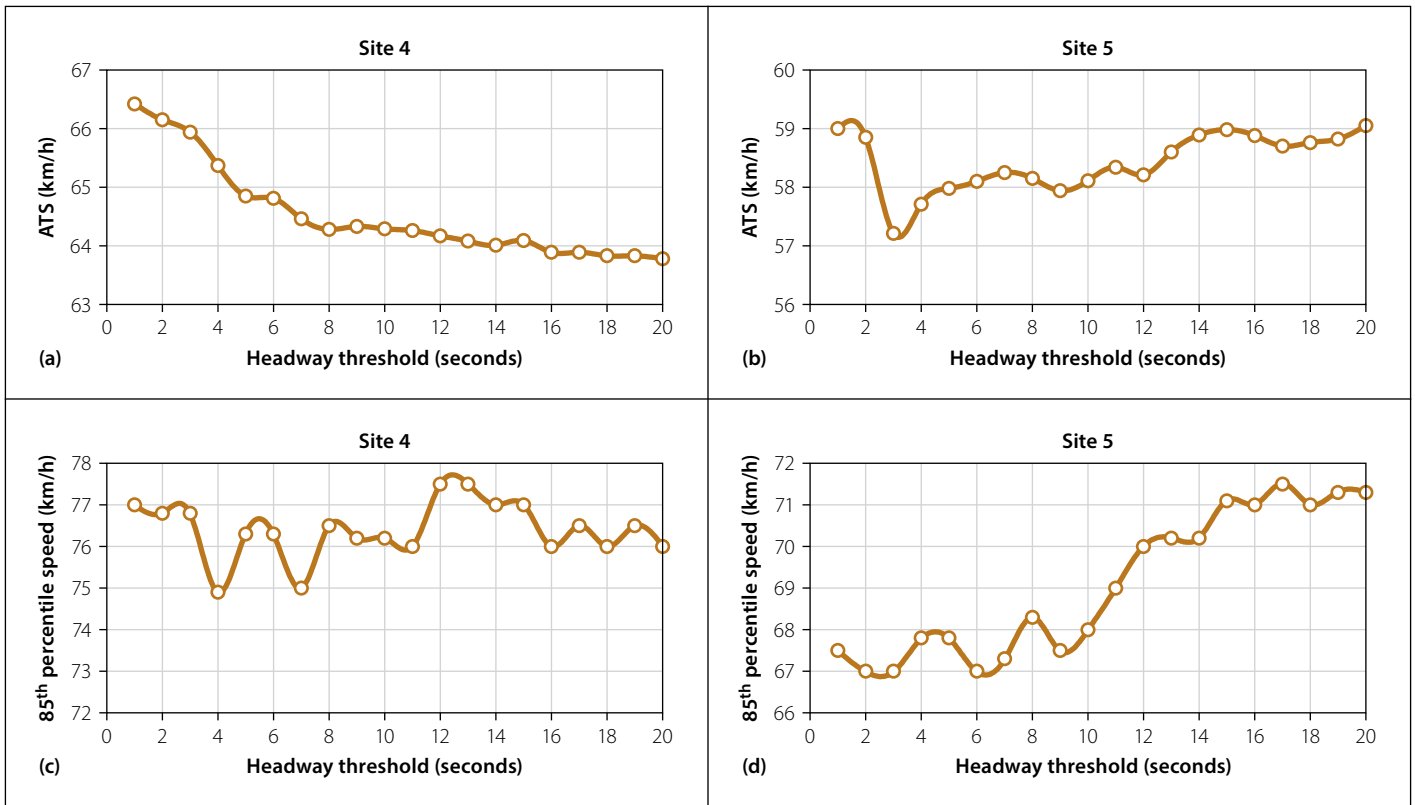 Site 4
ATS (km/h)
67
66
65
64
63
0 2 4 6 8 10 12 14 16 18 20
(a) Headway threshold (seconds)
Site 5
ATS (km/h)
60
59
58
57
56
0 2 4 6 8 10 12 14 16 18 20
(b) Headway threshold (seconds)
Site 4
85th percentile speed (km/h)
78
77
76
75
74
73
72
0 2 4 6 8 10 12 14 16 18 20
(c) Headway threshold (seconds)
Site 5
85th percentile speed (km/h)
72
71
70
69
68
67
66
0 2 4 6 8 10 12 14 16 18 20
(d) Headway threshold (seconds)